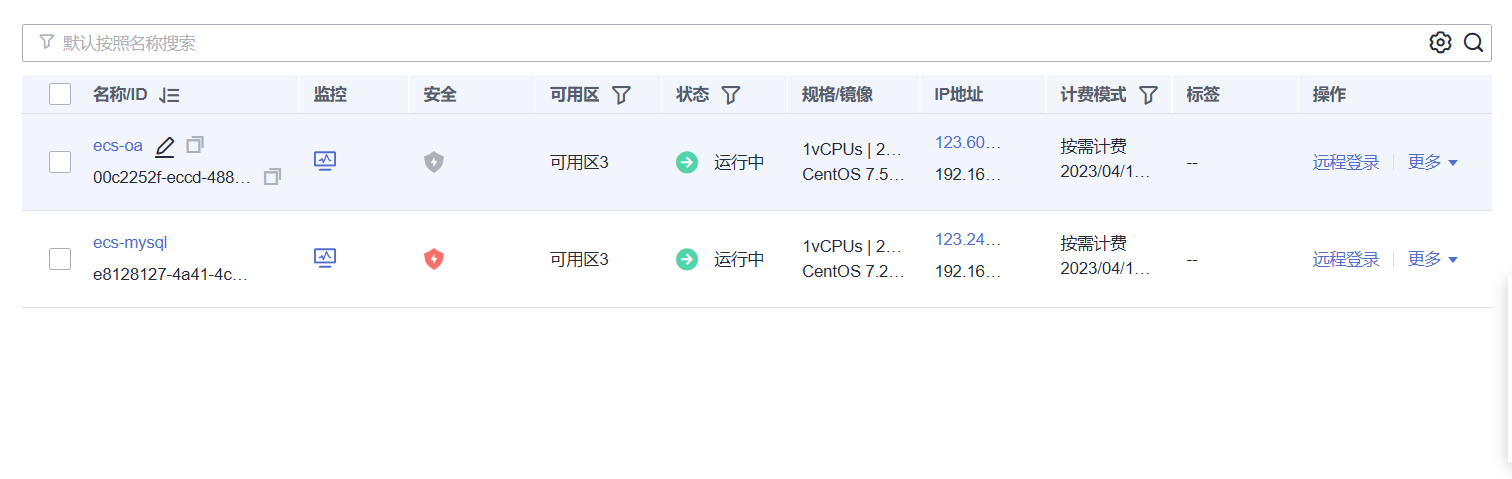 默认按照名称搜索
名称/ID 监控 安全 可用区 状态 规格/镜像 IP地址 计费模式 标签 操作
ecs-oa
00c2252f-eccd-488...
可用区3
运行中
1vCPUs | 2...
CentOS 7.5...
123.60...
192.16...
按需计费
2023/04/1...
--
远程登录 更多
ecs-mysql
e8128127-4a41-4c...
可用区3
运行中
1vCPUs | 2...
CentOS 7.2...
123.24...
192.16...
按需计费
2023/04/1...
--
远程登录 更多